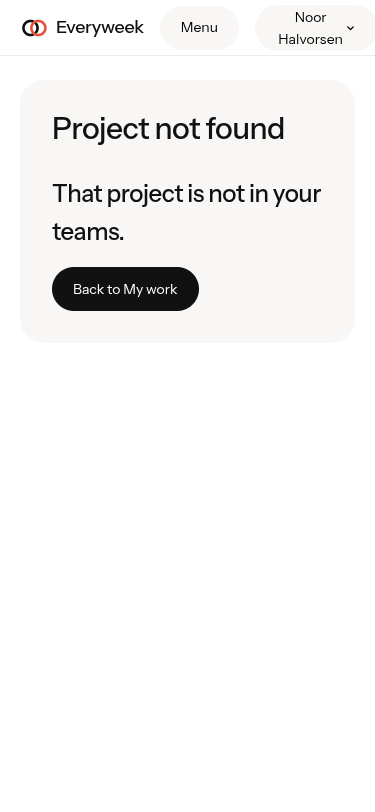 Everyweek
Menu
Noor
Halvorsen
Project not found
That project is not in your
teams.
Back to My work